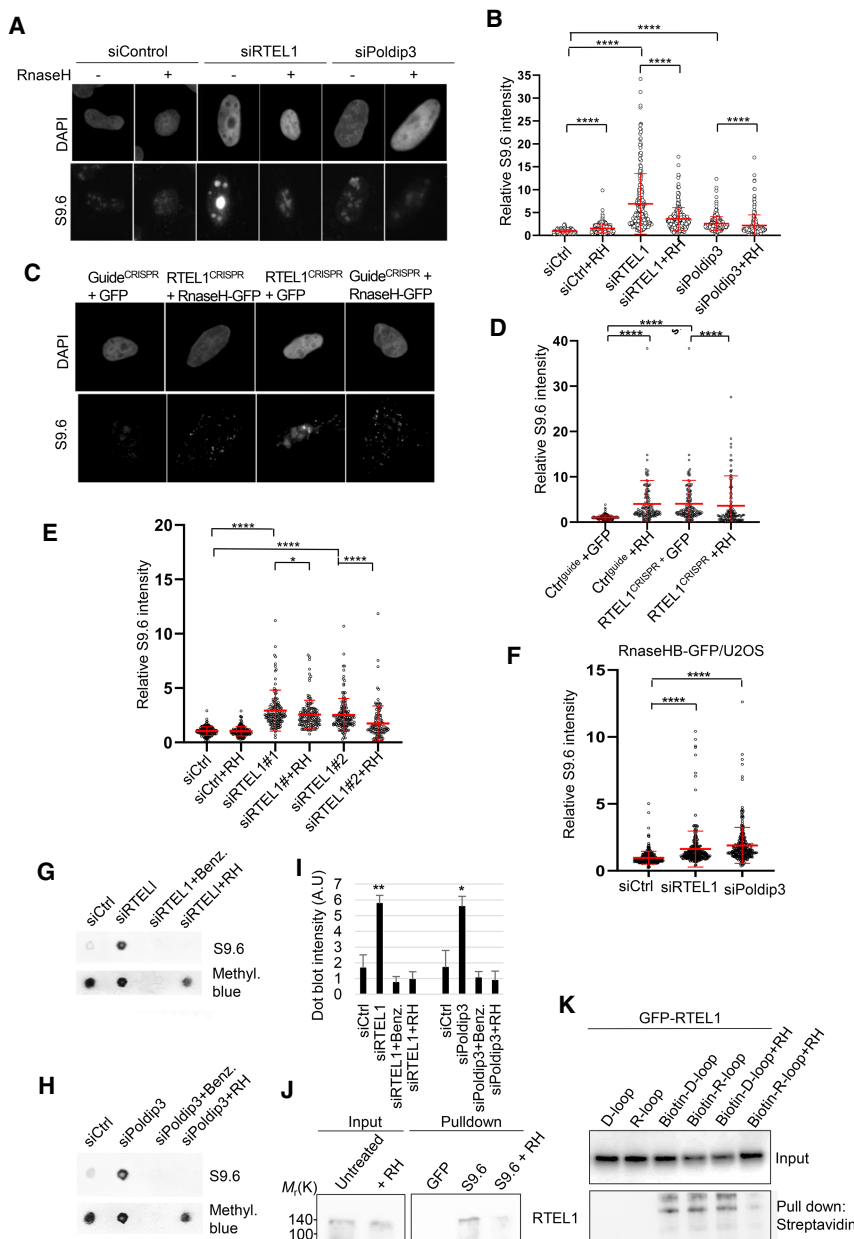 A
siControl siRTEL1 siPoldip3
RnaseH - + - + - +
DAPI
S9.6
B
Relative S9.6 intensity
35
30
25
20
15
10
5
0
****
****
****
****
****
siCtrl
siCtrl+RH
siRTEL1
siRTEL1+RH
siPoldip3
siPoldip3+RH
C
GuideCRISPR + GFP
RTEL1CRISPR + RnaseH-GFP
RTEL1CRISPR + GFP
GuideCRISPR + RnaseH-GFP
DAPI
S9.6
D
Relative S9.6 intensity
40
30
20
10
0
****
****
s.
****
Ctrlguide +GFP
Ctrlguide +RH
RTEL1CRISPR + GFP
RTEL1CRISPR +RH
E
Relative S9.6 intensity
20
15
10
5
0
****
****
*
****
siCtrl
siCtrl+RH
siRTEL1#1
siRTEL1#+RH
siRTEL1#2
siRTEL1#2+RH
F
RnaseHB-GFP/U2OS
Relative S9.6 intensity
15
10
5
0
****
****
siCtrl siRTEL1 siPoldip3
G
siCtrl
siRTELI
siRTEL1+Benz.
siRTELI+RH
S9.6
Methyl.
blue
H
siCtrl
siPoldip3
siPoldip3+Benz.
siPoldip3+RH
S9.6
Methyl.
blue
I
Dot blot intensity (A.U)
7
6
5
4
3
2
1
0
**
*
siCtrl
siRTEL1
siRTEL1+Benz.
siRTEL1+RH
siCtrl
siPoldip3
siPoldip3+Benz.
siPoldip3+RH
J
Input Pulldown
Untreated
+ RH
GFP
S9.6
S9.6 + RH
Mr(K)
140
100
RTEL1
K
GFP-RTEL1
D-loop
R-loop
Biotin-D-loop
Biotin-R-loop
Biotin-D-loop+RH
Biotin-R-loop+RH
Input
Pull down:
Streptavidin